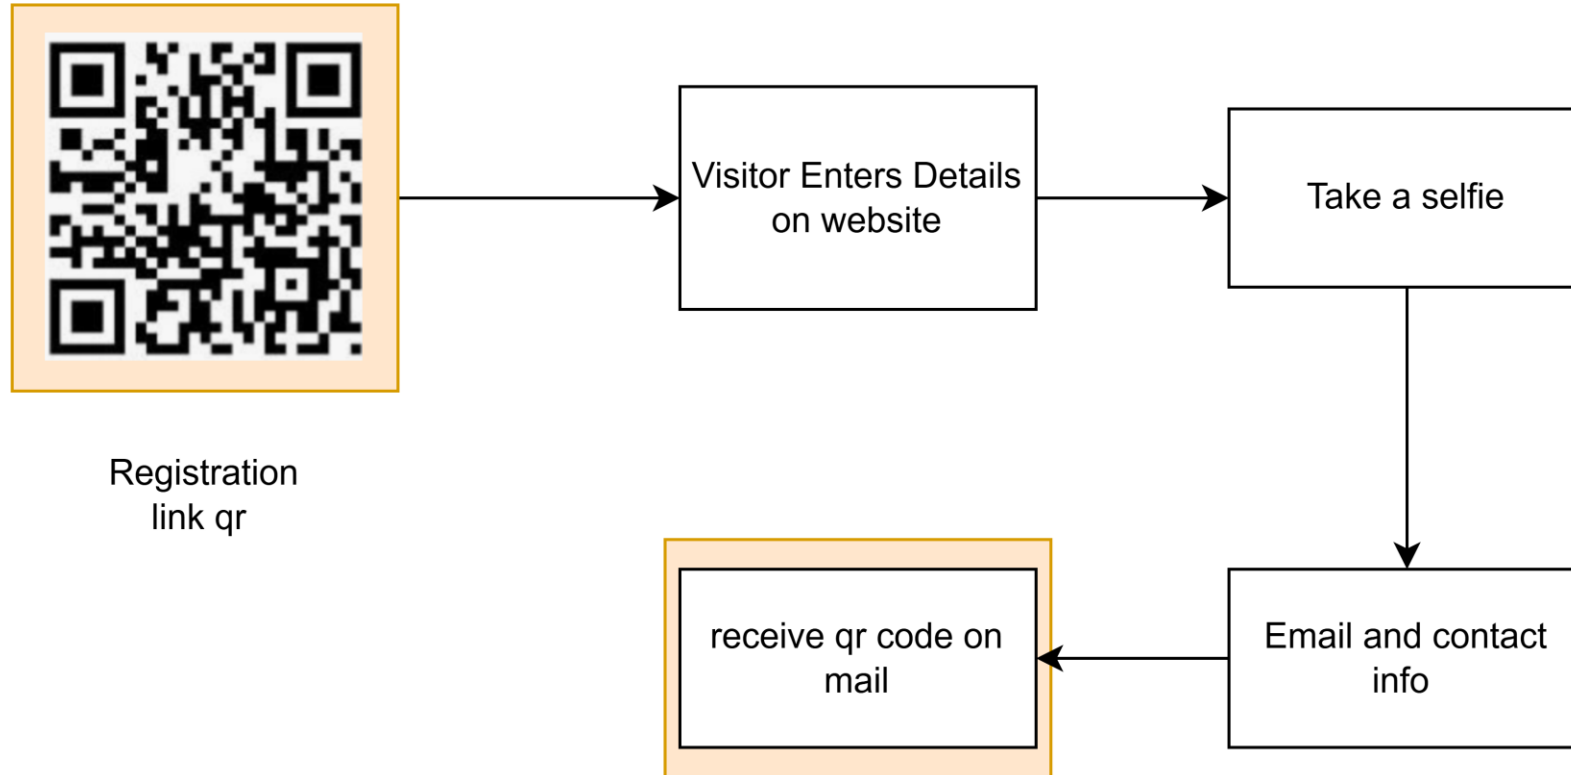 Visitor Enters Details
on website
Take a selfie
Registration
link qr
receive qr code on
mail
Email and contact
info